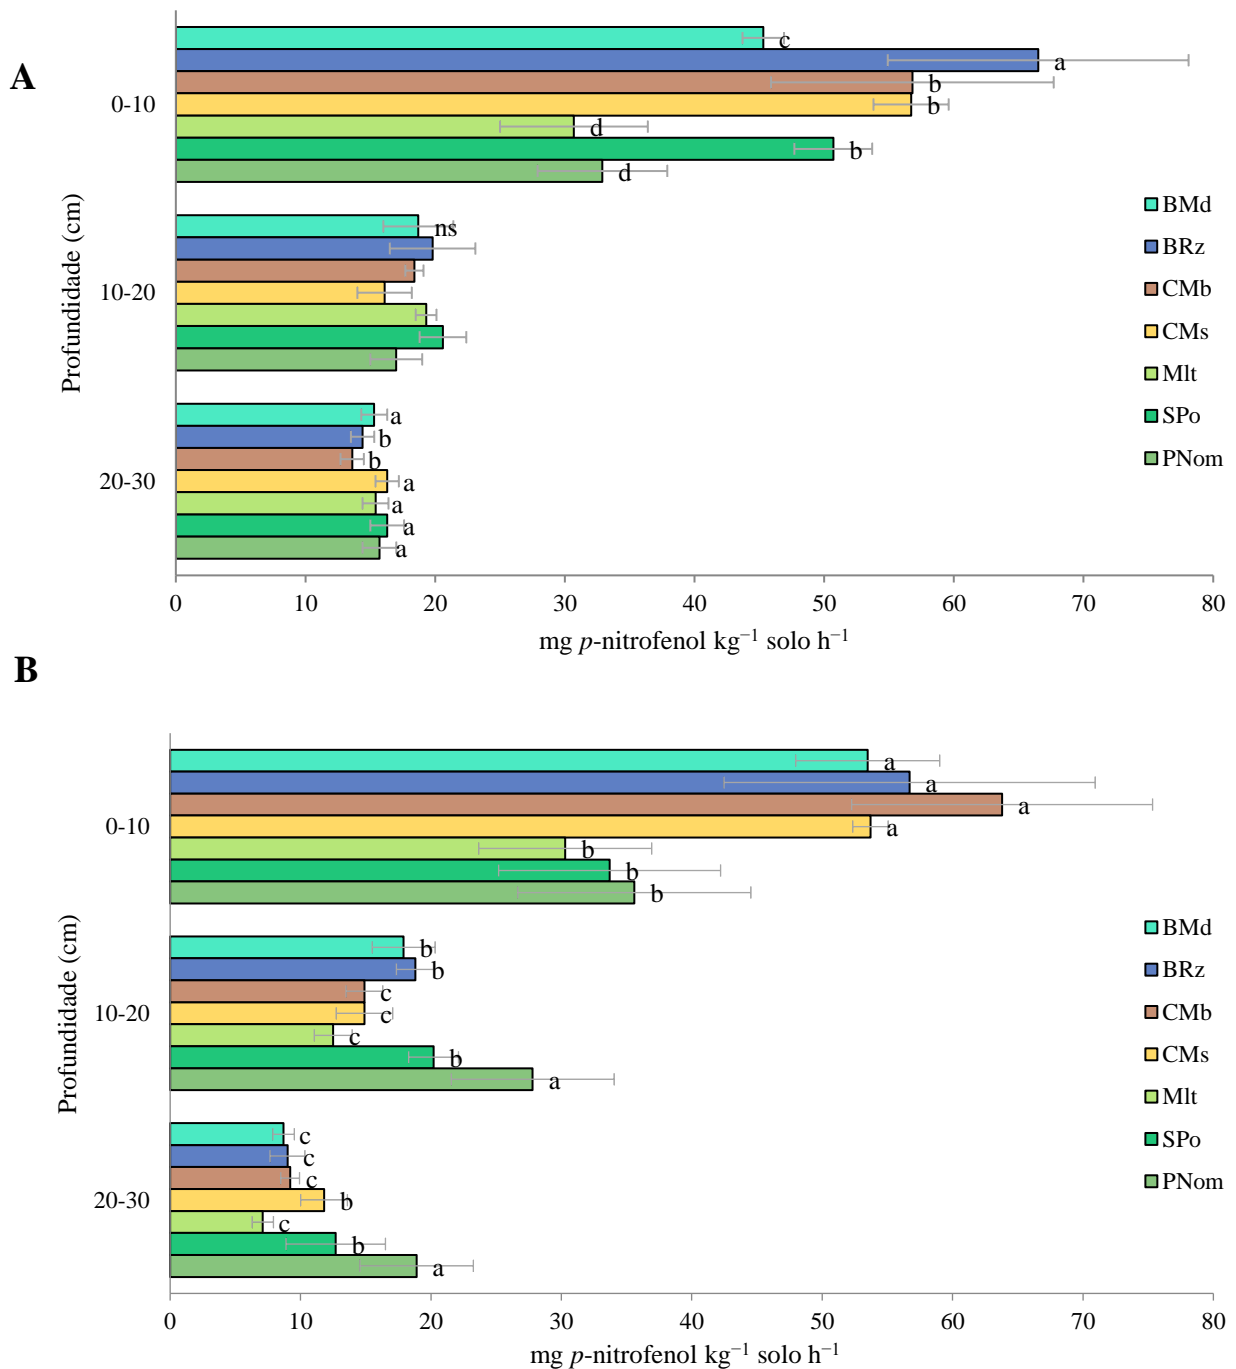 A
0-10
c
a
b
b
d
b
d
10-20
ns
20-30
a
b
b
a
a
a
a
Profundidade (cm)
BMd
BRz
CMb
CMs
Mlt
SPo
PNom
0 10 20 30 40 50 60 70 80
mg p-nitrofenol kg⁻¹ solo h⁻¹
B
0-10
a
a
a
a
b
b
b
10-20
b
b
c
c
c
b
a
20-30
c
c
c
b
c
b
a
Profundidade (cm)
BMd
BRz
CMb
CMs
Mlt
SPo
PNom
0 10 20 30 40 50 60 70 80
mg p-nitrofenol kg⁻¹ solo h⁻¹